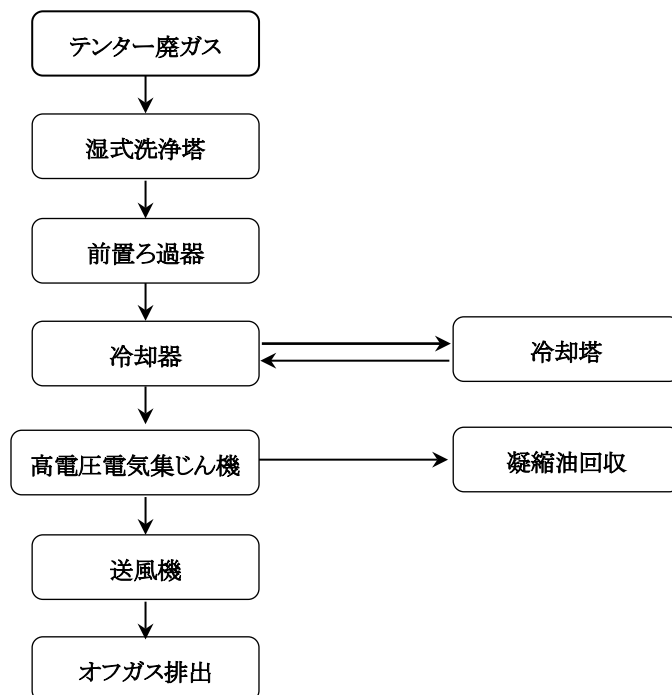 テンター廃ガス
湿式洗浄塔
前置ろ過器
冷却器
冷却塔
高電圧電気集じん機
凝縮油回収
送風機
オフガス排出